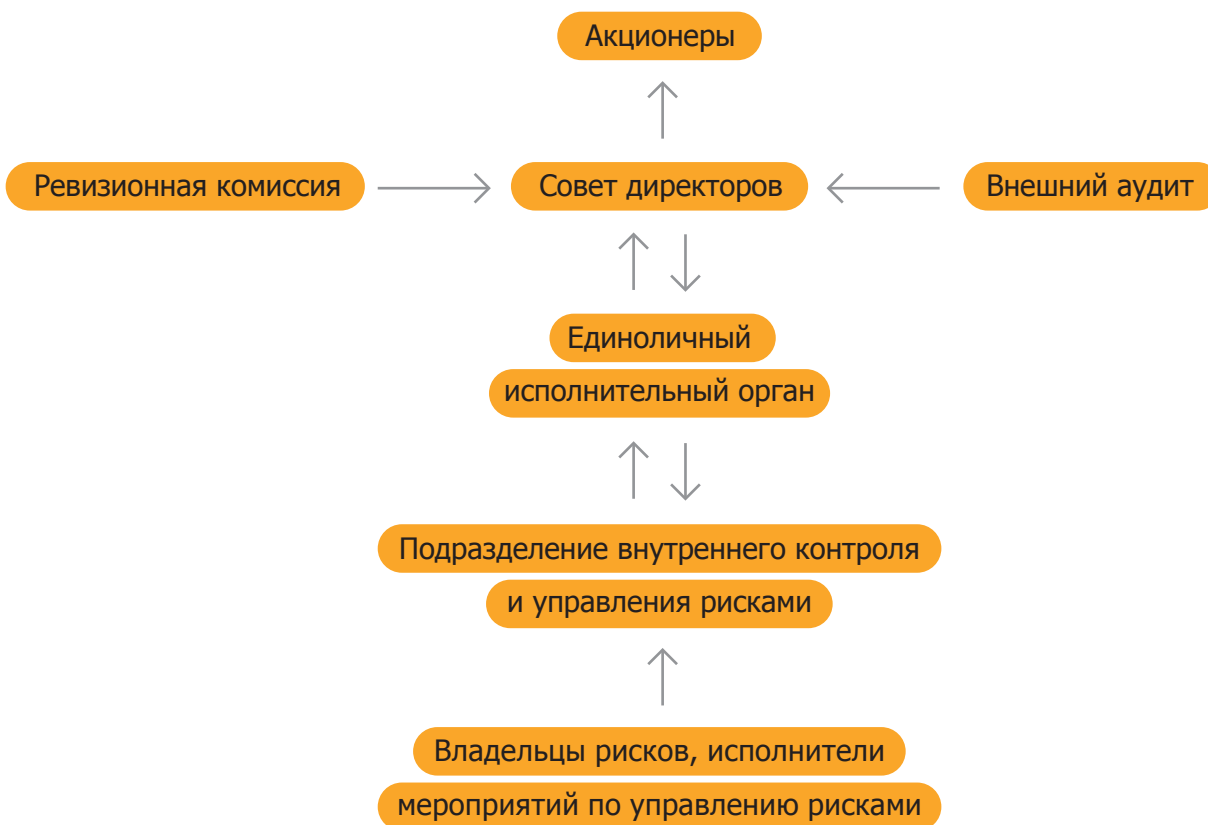 Акционеры
Ревизионная комиссия
Совет директоров
Внешний аудит
Единоличный
исполнительный орган
Подразделение внутреннего контроля
и управления рисками
Владельцы рисков, исполнители
мероприятий по управлению рисками